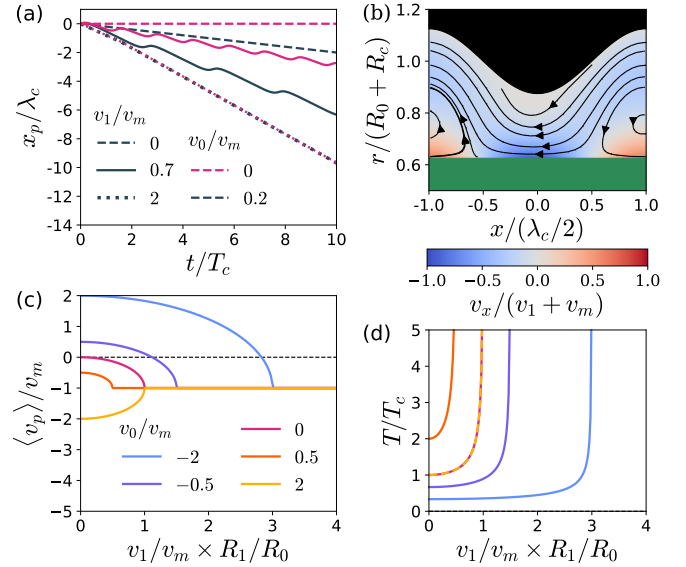 (a)
0
-2
-4
-6
-8
-10
-12
-14
x_p/λ_c
v_1/v_m v_0/v_m
0 0
0.7 0.2
2
0 2 4 6 8 10
t/T_c
(b)
1.2
1.0
0.8
0.6
r/(R_0 + R_c)
-1.0 -0.5 0.0 0.5 1.0
x/(λ_c/2)
-1.0 -0.5 0.0 0.5 1.0
v_x/(v_1 + v_m)
(c)
2
1
0
-1
-2
-3
-4
-5
⟨v_p⟩/v_m
v_0/v_m 0
−2 0.5
−0.5 2
0 1 2 3 4
v_1/v_m × R_1/R_0
(d)
5
4
3
2
1
0
T/T_c
0 1 2 3 4
v_1/v_m × R_1/R_0